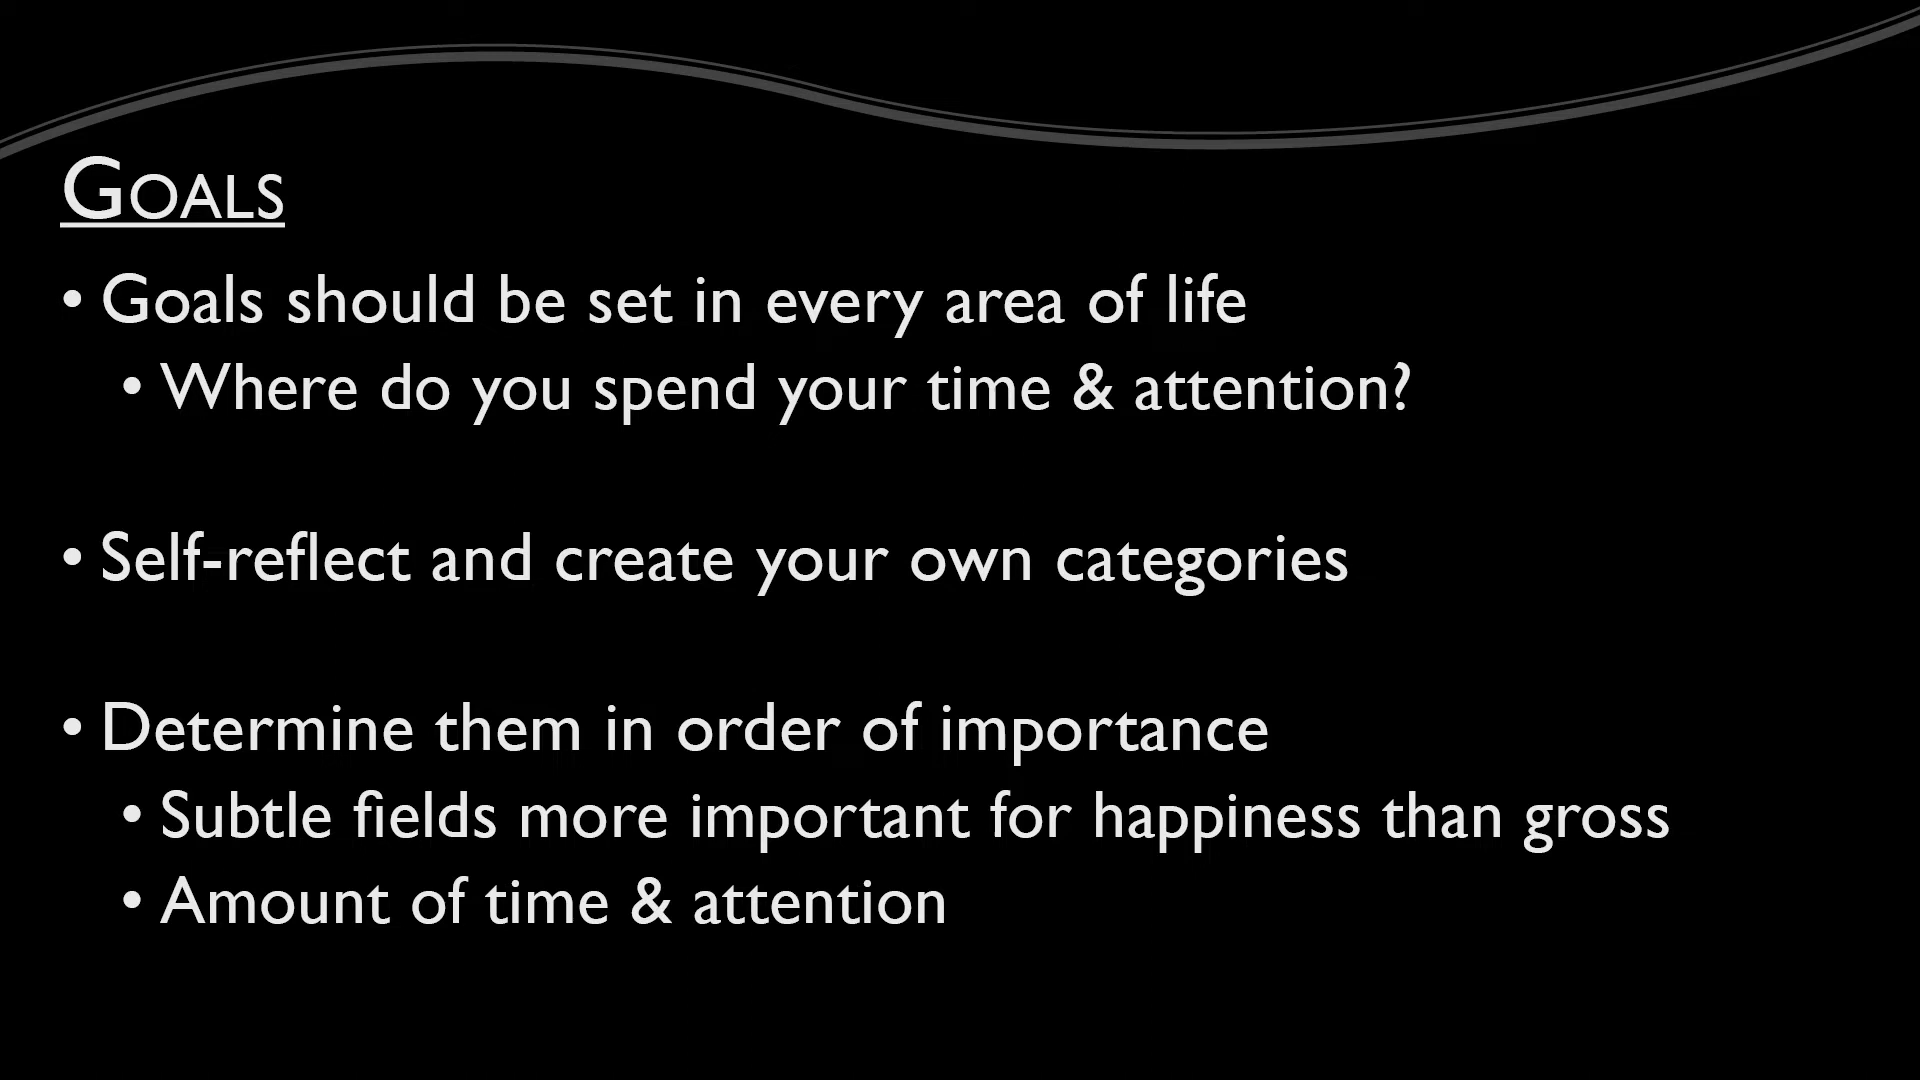 GOALS
• Goals should be set in every area of life
• Where do you spend your time & attention?
• Self-reflect and create your own categories
• Determine them in order of importance
• Subtle fields more important for happiness than gross
• Amount of time & attention